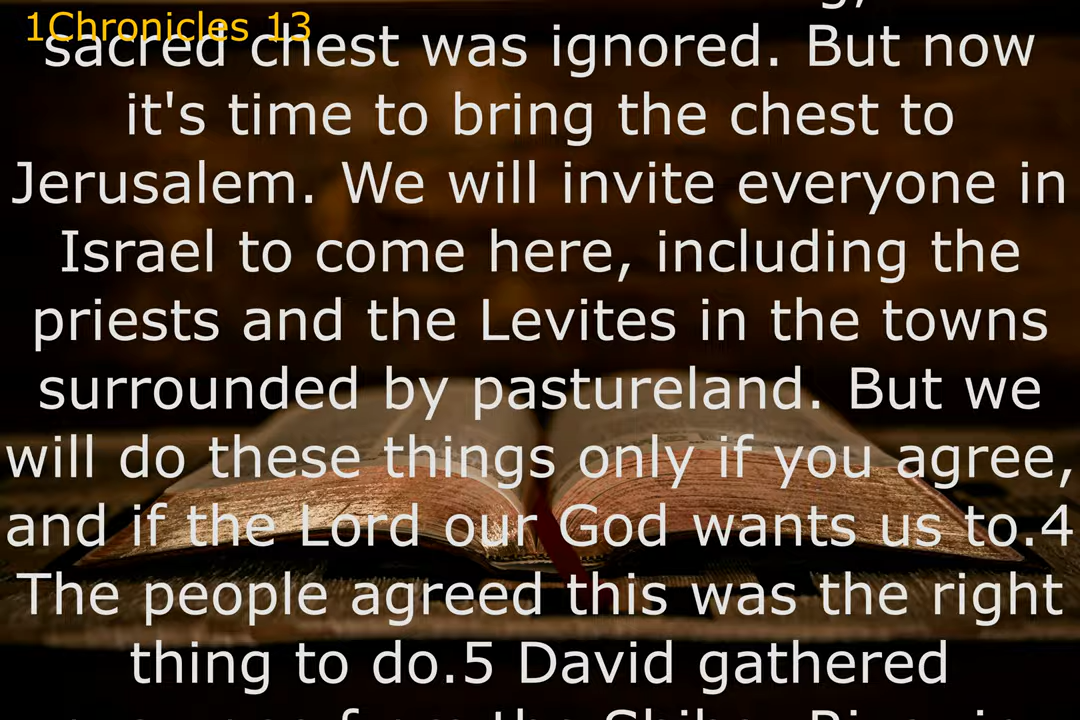 1Chronicles 13
sacred chest was ignored. But now
it's time to bring the chest to
Jerusalem. We will invite everyone in
Israel to come here, including the
priests and the Levites in the towns
surrounded by pastureland. But we
will do these things only if you agree,
and if the Lord our God wants us to.4
The people agreed this was the right
thing to do.5 David gathered